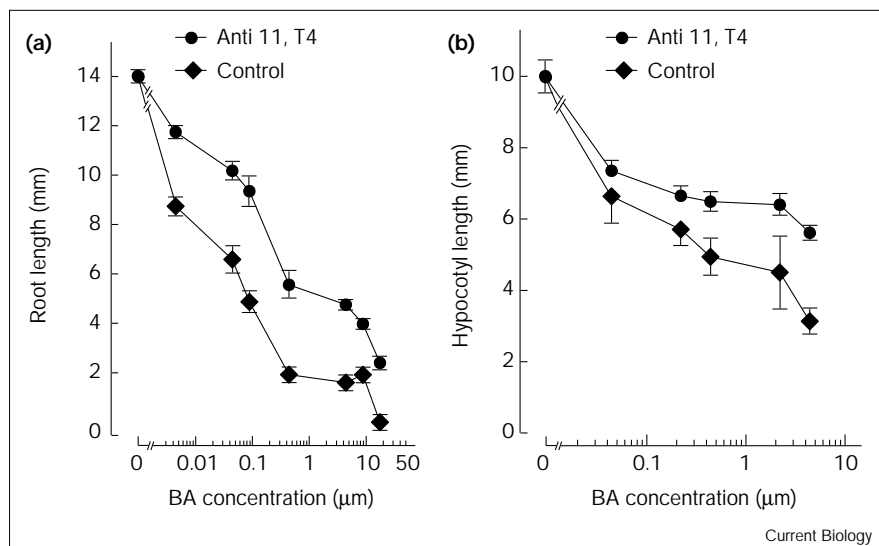 (a)
Anti 11, T4
Control
14
12
10
8
6
4
2
0
Root length (mm)
0 0.01 0.1 1 10 50
BA concentration (μm)
(b)
Anti 11, T4
Control
10
8
6
4
2
0
Hypocotyl length (mm)
0 0.1 1 10
BA concentration (μm)
Current Biology